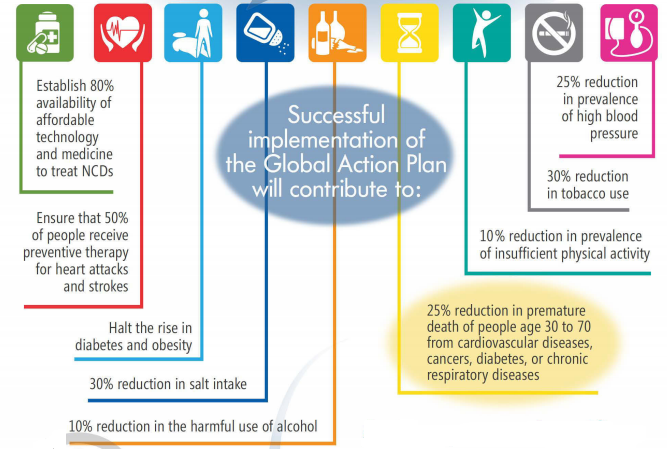 Successful
implementation of
the Global Action Plan
will contribute to:
Establish 80%
availability of
affordable
technology
and medicine
to treat NCDs
Ensure that 50%
of people receive
preventive therapy
for heart attacks
and strokes
Halt the rise in
diabetes and obesity
30% reduction in salt intake
10% reduction in the harmful use of alcohol
25% reduction in premature
death of people age 30 to 70
from cardiovascular diseases,
cancers, diabetes, or chronic
respiratory diseases
10% reduction in prevalence
of insufficient physical activity
30% reduction
in tobacco use
25% reduction
in prevalence
of high blood
pressure